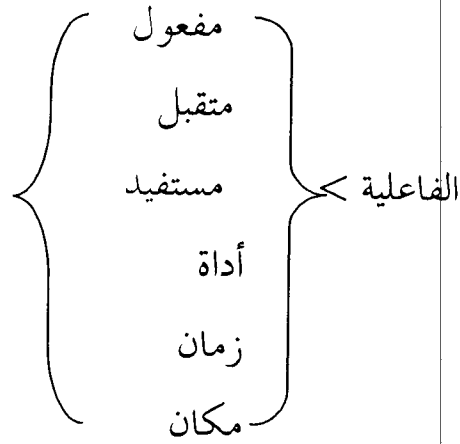 مفعول
متقبل
الفاعلية > مستفيد
أداة
زمان
مكان